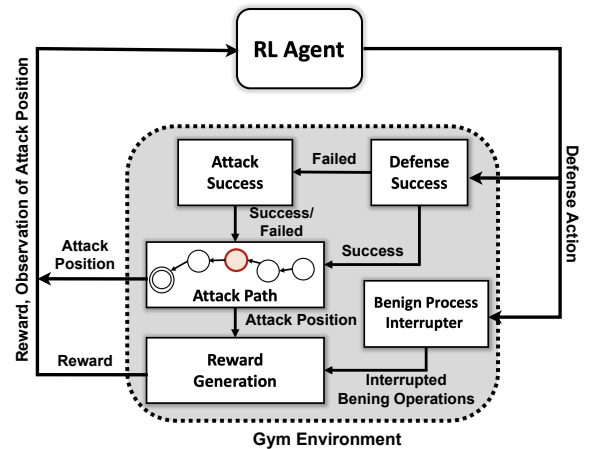 RL Agent
Reward, Observation of Attack Position
Defense Action
Attack
Success
Failed
Defense
Success
Success/
Failed
Attack
Position
Success
Attack Path
Benign Process
Interrupter
Attack Position
Reward
Reward
Generation
Interrupted
Bening Operations
Gym Environment